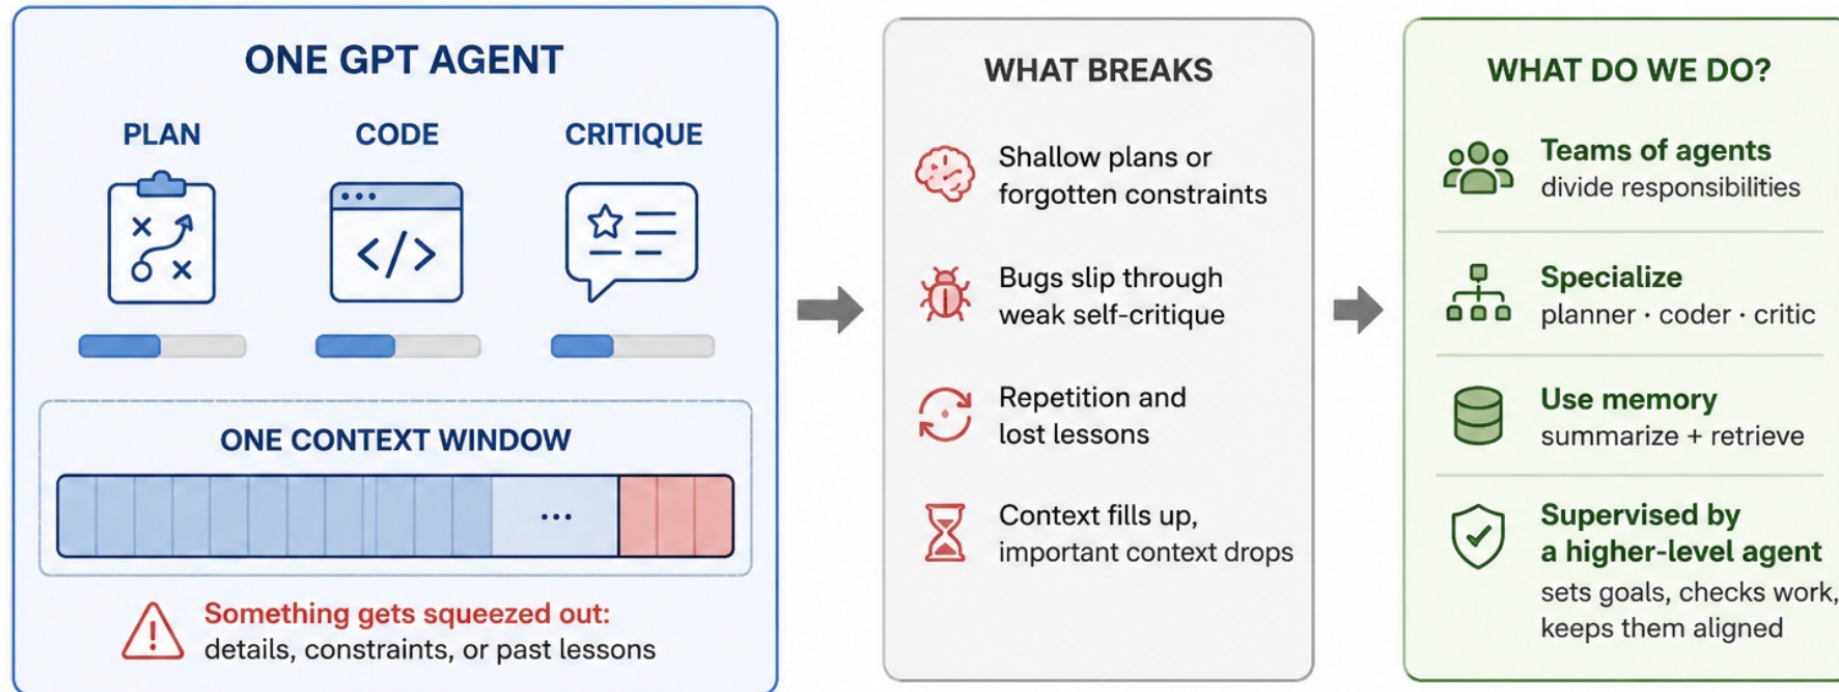 ONE GPT AGENT
PLAN
CODE
CRITIQUE
ONE CONTEXT WINDOW
...
Something gets squeezed out:
details, constraints, or past lessons
WHAT BREAKS
Shallow plans or
forgotten constraints
Bugs slip through
weak self-critique
Repetition and
lost lessons
Context fills up,
important context drops
WHAT DO WE DO?
Teams of agents
divide responsibilities
Specialize
planner · coder · critic
Use memory
summarize + retrieve
Supervised by
a higher-level agent
sets goals, checks work,
keeps them aligned